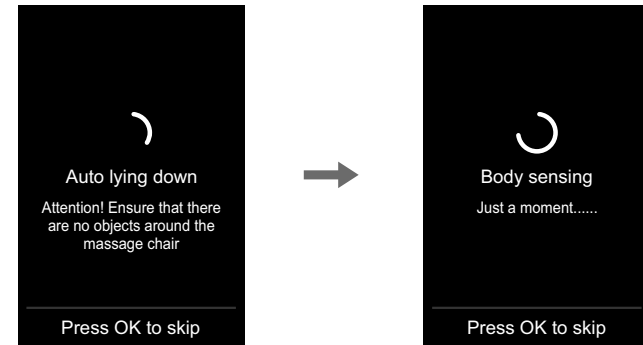 Auto lying down
Attention! Ensure that there
are no objects around the
massage chair
Press OK to skip
Body sensing
Just a moment......
Press OK to skip